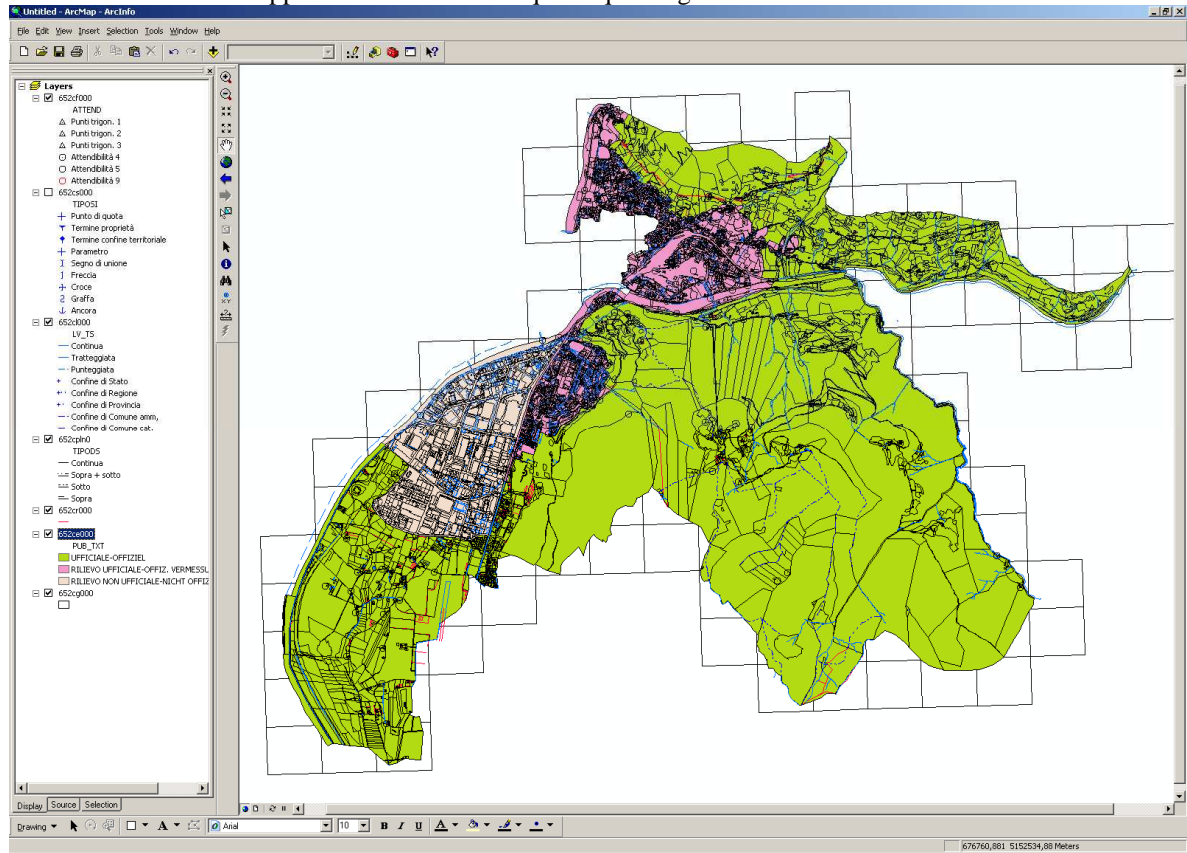 Untitled - ArcMap - ArcInfo
File Edit View Insert Selection Tools Window Help
Layers
652cf000
ATTEND
Punti trigon. 1
Punti trigon. 2
Punti trigon. 3
Attendibilità 4
Attendibilità 5
Attendibilità 9
652cs000
TIPOSI
Punto di quota
Termine proprietà
Termine confine territoriale
Parametro
Segno di unione
Freccia
Croce
Graffa
Ancora
652cl000
LV_TS
Continua
Tratteggiata
Punteggiata
Confine di Stato
Confine di Regione
Confine di Provincia
Confine di Comune amm,
Confine di Comune cat.
652cpln0
TIPODS
Continua
Sopra + sotto
Sotto
Sopra
652cr000
652ce000
PUB_TXT
UFFICIALE-OFFIZIEL
RILIEVO UFFICIALE-OFFIZ. VERMESSU
RILIEVO NON UFFICIALE-NICHT OFFIZ
652cg000
Display Source Selection
Drawing A Arial 10 B I U A
676760,881 5152534,88 Meters